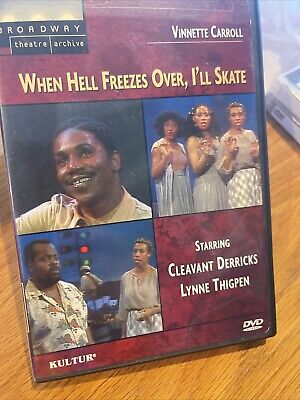 BROADWAY
theatre archive
VINNETTE CARROLL
WHEN HELL FREEZES OVER, I'LL SKATE
STARRING
CLEAVANT DERRICKS
LYNNE THIGPEN
KULTUR®
DVD